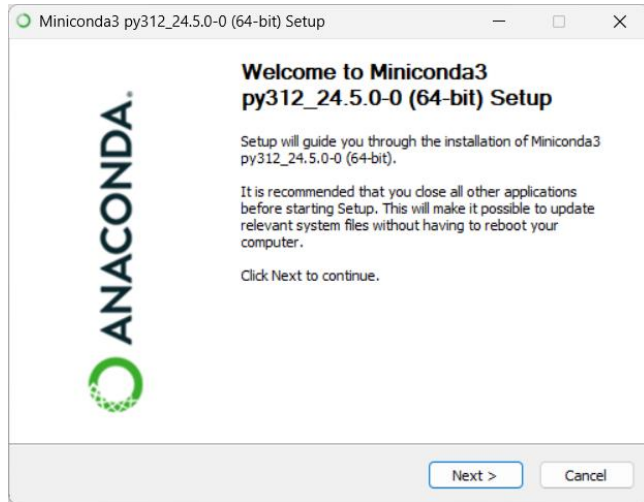 Miniconda3 py312_24.5.0-0 (64-bit) Setup
ANACONDA.
Welcome to Miniconda3
py312_24.5.0-0 (64-bit) Setup
Setup will guide you through the installation of Miniconda3
py312_24.5.0-0 (64-bit).
It is recommended that you close all other applications
before starting Setup. This will make it possible to update
relevant system files without having to reboot your
computer.
Click Next to continue.
Next >
Cancel